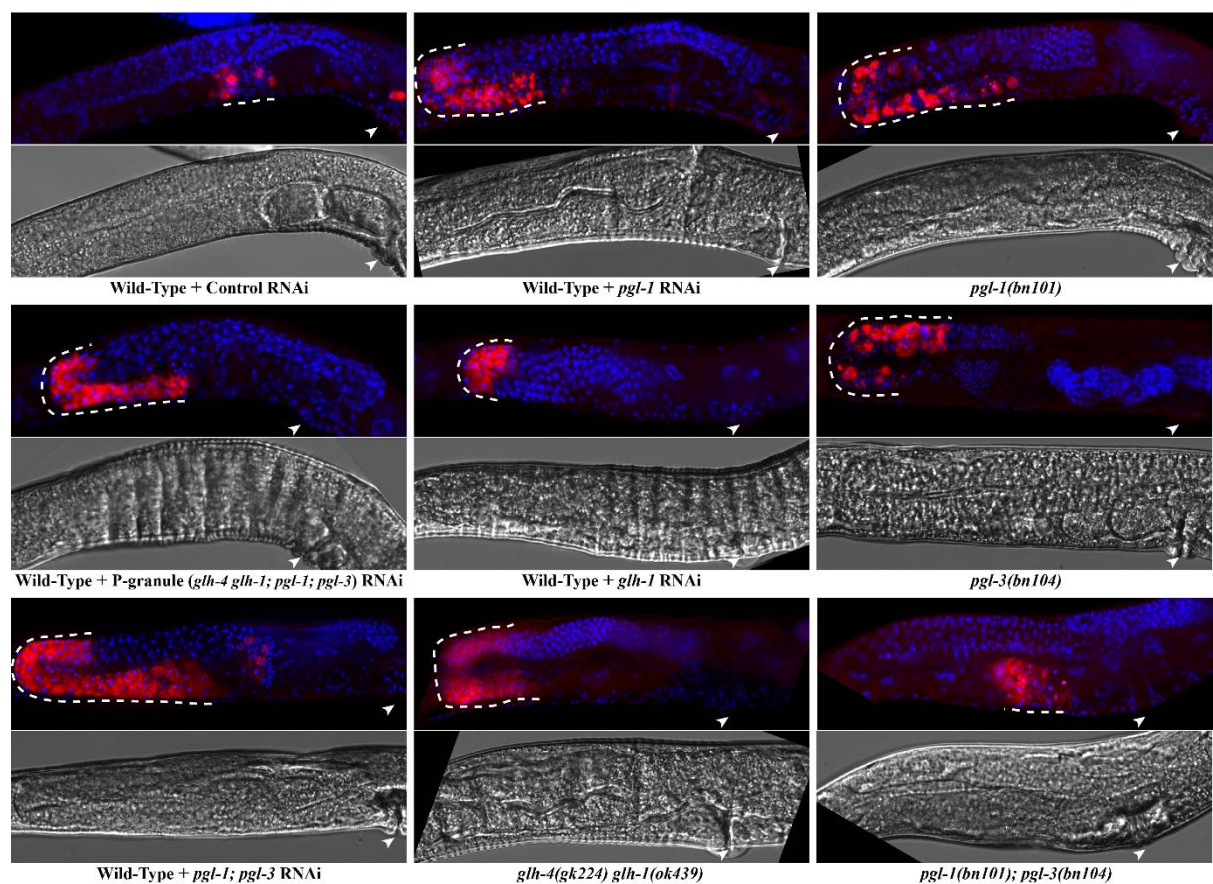 Wild-Type + Control RNAi
Wild-Type + pgl-1 RNAi
pgl-1(bn101)
Wild-Type + P-granule (glh-4 glh-1; pgl-1; pgl-3) RNAi
Wild-Type + glh-1 RNAi
pgl-3(bn104)
Wild-Type + pgl-1; pgl-3 RNAi
glh-4(gk224) glh-1(ok439)
pgl-1(bn101); pgl-3(bn104)